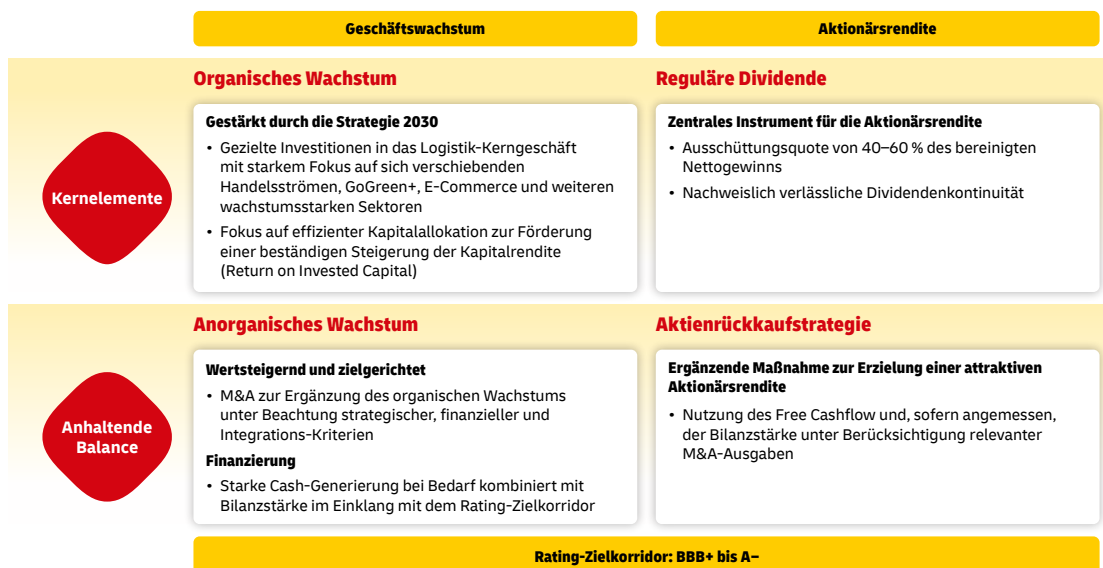 Geschäftswachstum
Aktionärsrendite
Kernelemente
Organisches Wachstum
Gestärkt durch die Strategie 2030
• Gezielte Investitionen in das Logistik-Kerngeschäft
mit starkem Fokus auf sich verschiebenden
Handelsströmen, GoGreen+, E-Commerce und weiteren
wachstumsstarken Sektoren
• Fokus auf effizienter Kapitalallokation zur Förderung
einer beständigen Steigerung der Kapitalrendite
(Return on Invested Capital)
Reguläre Dividende
Zentrales Instrument für die Aktionärsrendite
• Ausschüttungsquote von 40–60 % des bereinigten
Nettogewinns
• Nachweislich verlässliche Dividendenkontinuität
Anhaltende
Balance
Anorganisches Wachstum
Wertsteigernd und zielgerichtet
• M&A zur Ergänzung des organischen Wachstums
unter Beachtung strategischer, finanzieller und
Integrations-Kriterien
Finanzierung
• Starke Cash-Generierung bei Bedarf kombiniert mit
Bilanzstärke im Einklang mit dem Rating-Zielkorridor
Aktienrückkaufstrategie
Ergänzende Maßnahme zur Erzielung einer attraktiven
Aktionärsrendite
• Nutzung des Free Cashflow und, sofern angemessen,
der Bilanzstärke unter Berücksichtigung relevanter
M&A-Ausgaben
Rating-Zielkorridor: BBB+ bis A–